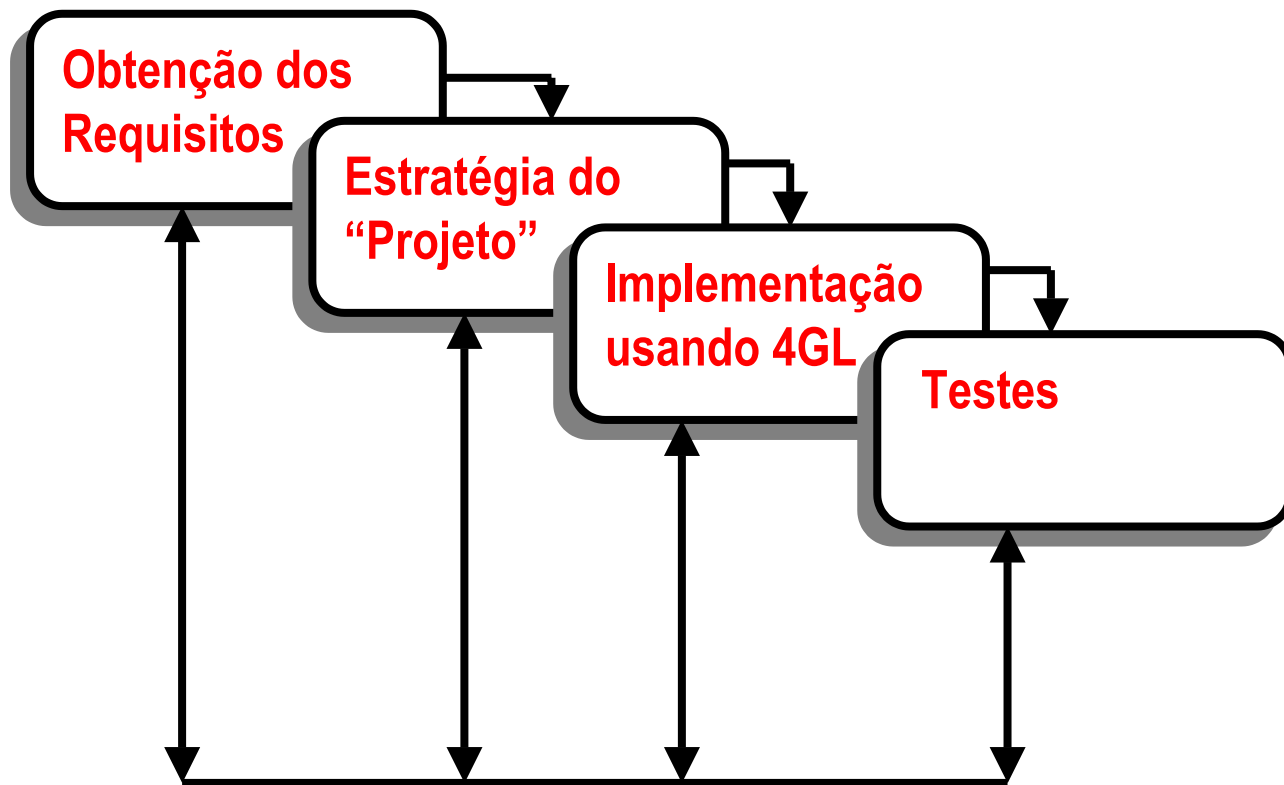 Obtenção dos
Requisitos
Estratégia do
“Projeto”
Implementação
usando 4GL
Testes